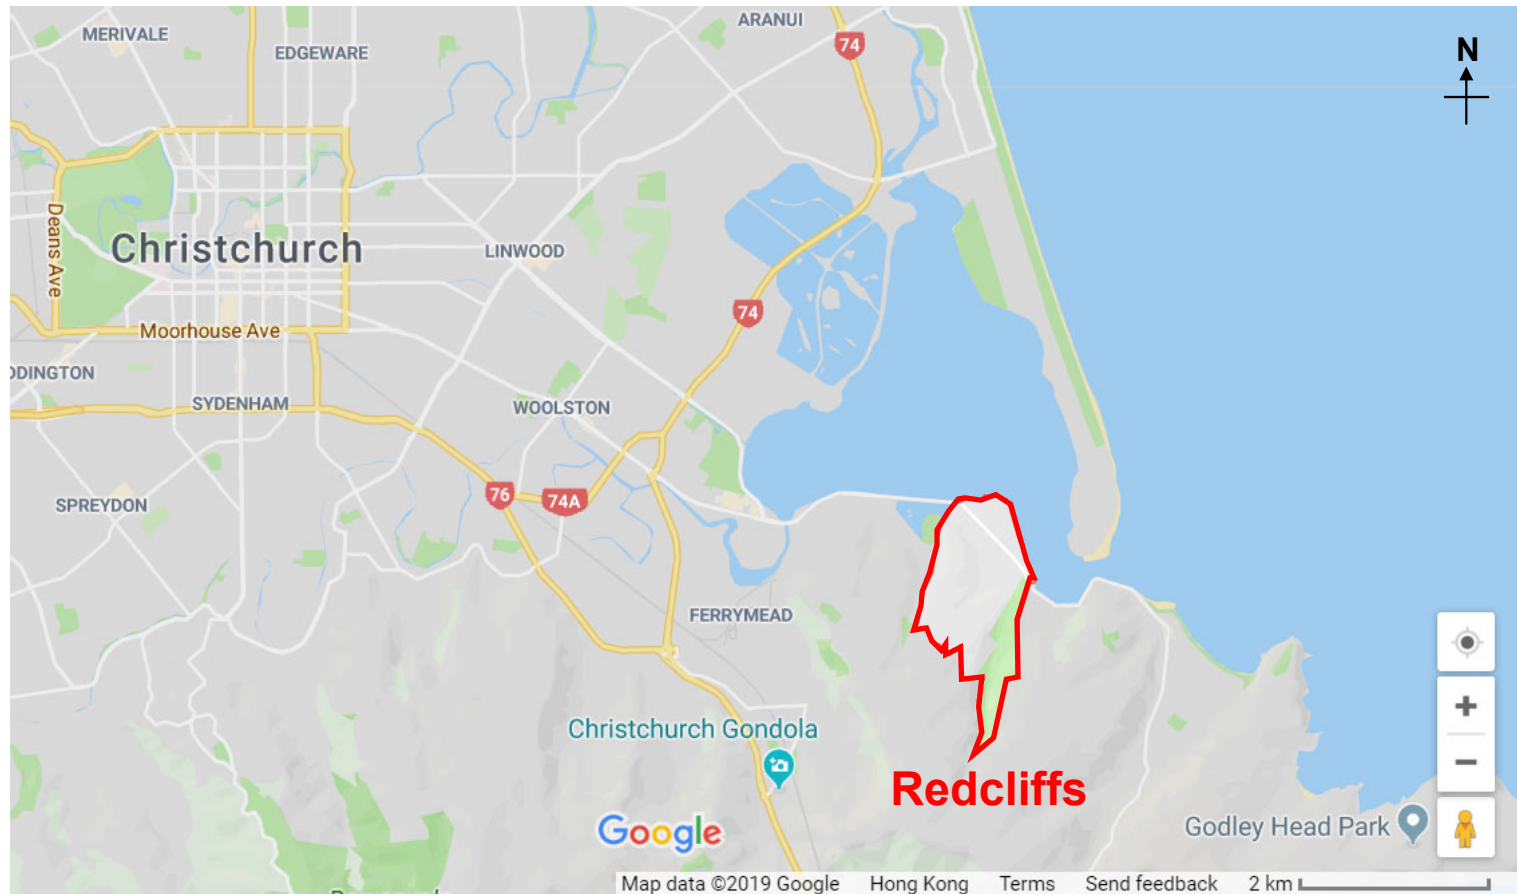 MERIVALE
EDGEWARE
ARANUI
74
N
Deans Ave
Christchurch
LINWOOD
74
Moorhouse Ave
DDINGTON
SYDENHAM
WOOLSTON
SPREYDON
76
74A
FERRYMEAD
Christchurch Gondola
Redcliffs
Google
Godley Head Park
Map data ©2019 Google Hong Kong Terms Send feedback 2 km